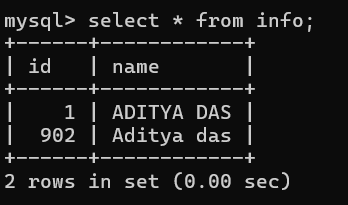 mysql> select * from info;
+------+------------+
| id   | name       |
+------+------------+
|    1 | ADITYA DAS |
|  902 | Aditya das |
+------+------------+
2 rows in set (0.00 sec)